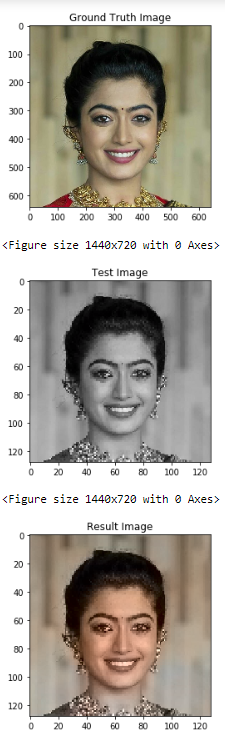 Ground Truth Image
0
100
200
300
400
500
600
0 100 200 300 400 500 600
<Figure size 1440x720 with 0 Axes>
Test Image
0
20
40
60
80
100
120
0 20 40 60 80 100 120
<Figure size 1440x720 with 0 Axes>
Result Image
0
20
40
60
80
100
120
0 20 40 60 80 100 120